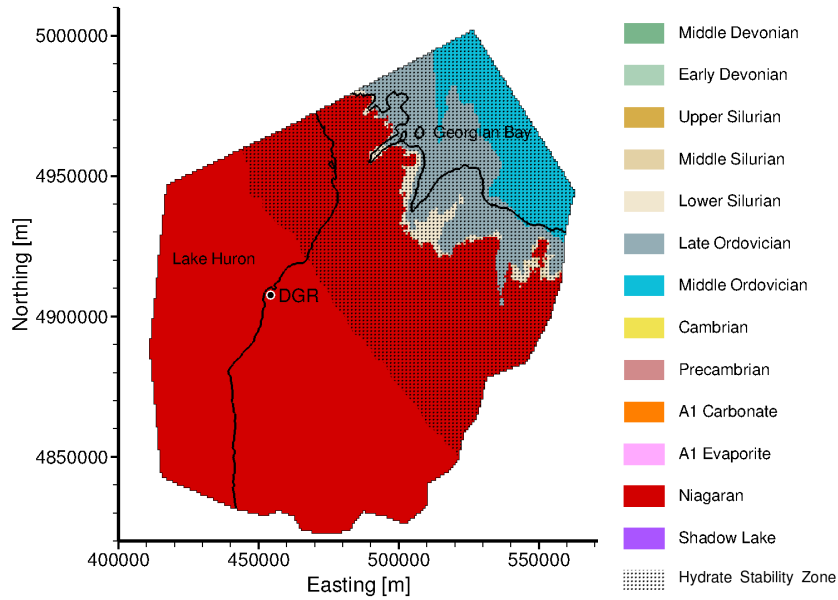 5000000
4950000
4900000
4850000
Northing [m]
400000
450000
500000
550000
Easting [m]
Georgian Bay
Lake Huron
DGR
Middle Devonian
Early Devonian
Upper Silurian
Middle Silurian
Lower Silurian
Late Ordovician
Middle Ordovician
Cambrian
Precambrian
A1 Carbonate
A1 Evaporite
Niagaran
Shadow Lake
Hydrate Stability Zone